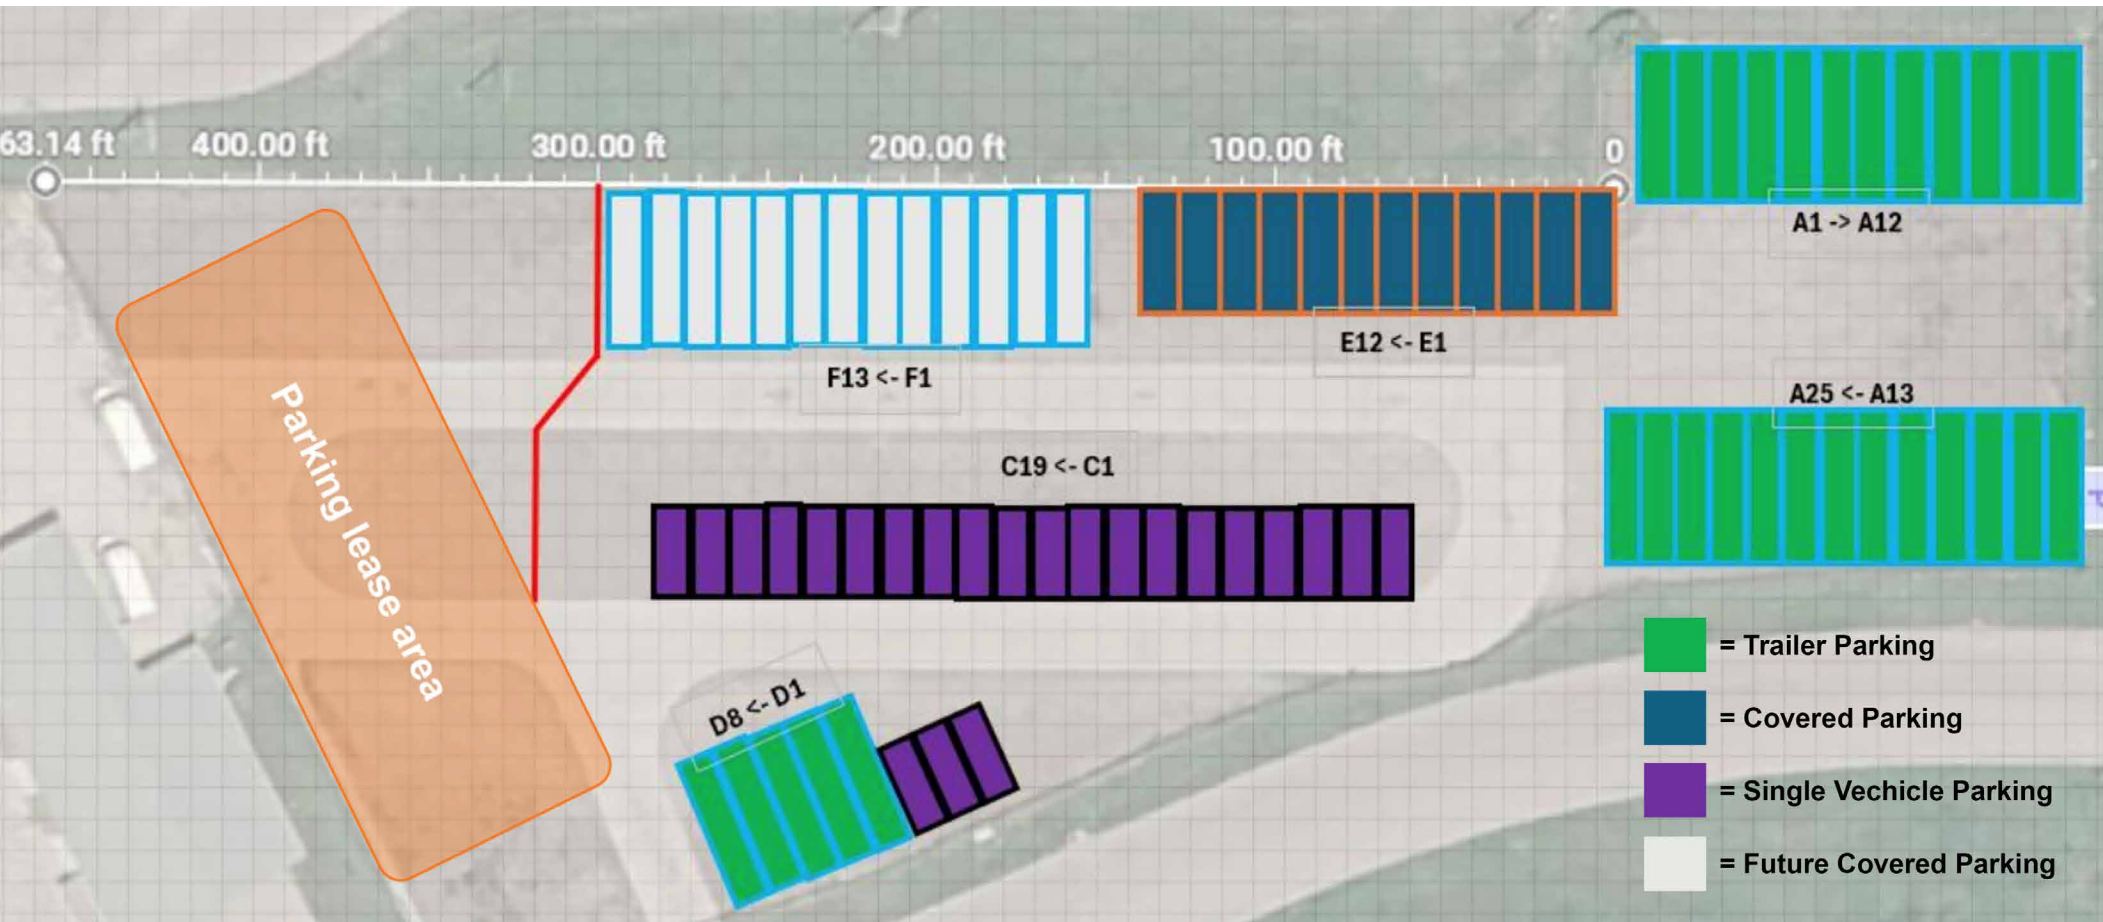 63.14 ft
400.00 ft
300.00 ft
200.00 ft
100.00 ft
0
A1 -> A12
E12 <- E1
F13 <- F1
A25 <- A13
C19 <- C1
Parking lease area
D8 <- D1
= Trailer Parking
= Covered Parking
= Single Vechicle Parking
= Future Covered Parking